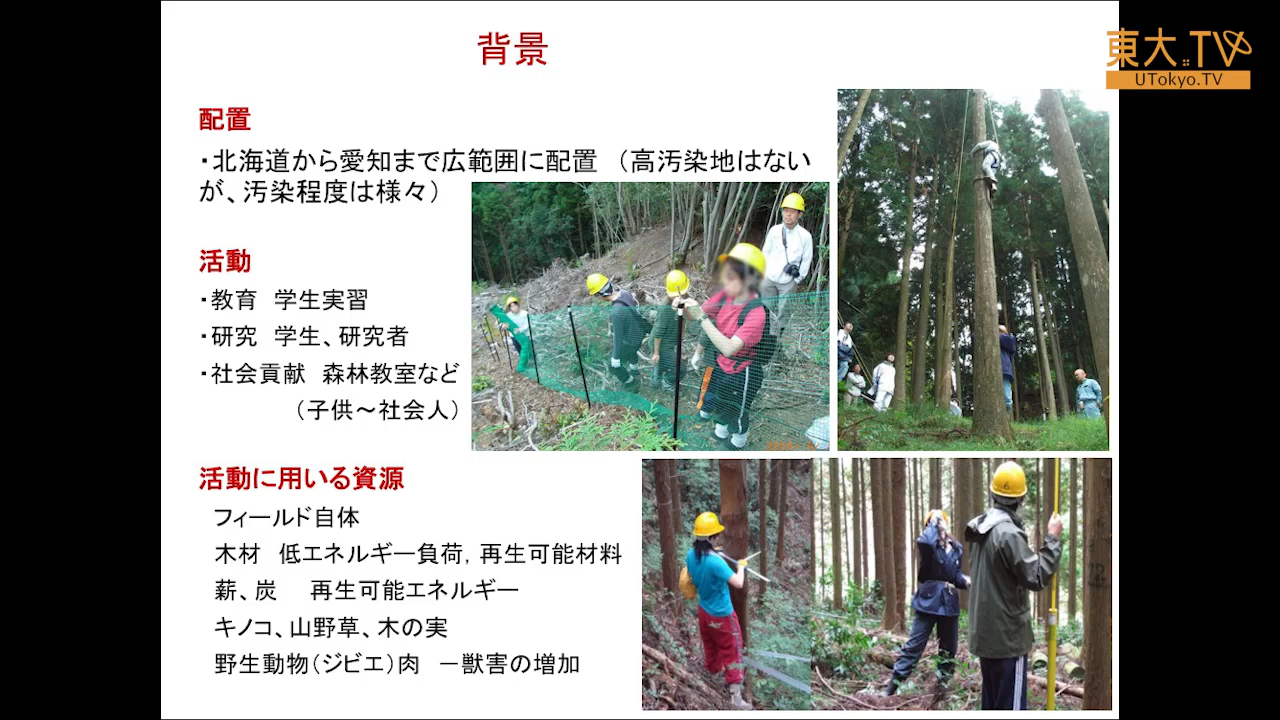 背景
東大TV
UTokyo.TV
配置
・北海道から愛知まで広範囲に配置　（高汚染地はない
が、汚染程度は様々）
活動
・教育　学生実習
・研究　学生、研究者
・社会貢献　森林教室など
（子供～社会人）
活動に用いる資源
フィールド自体
木材　低エネルギー負荷，再生可能材料
薪、炭　再生可能エネルギー
キノコ、山野草、木の実
野生動物（ジビエ）肉　－獣害の増加